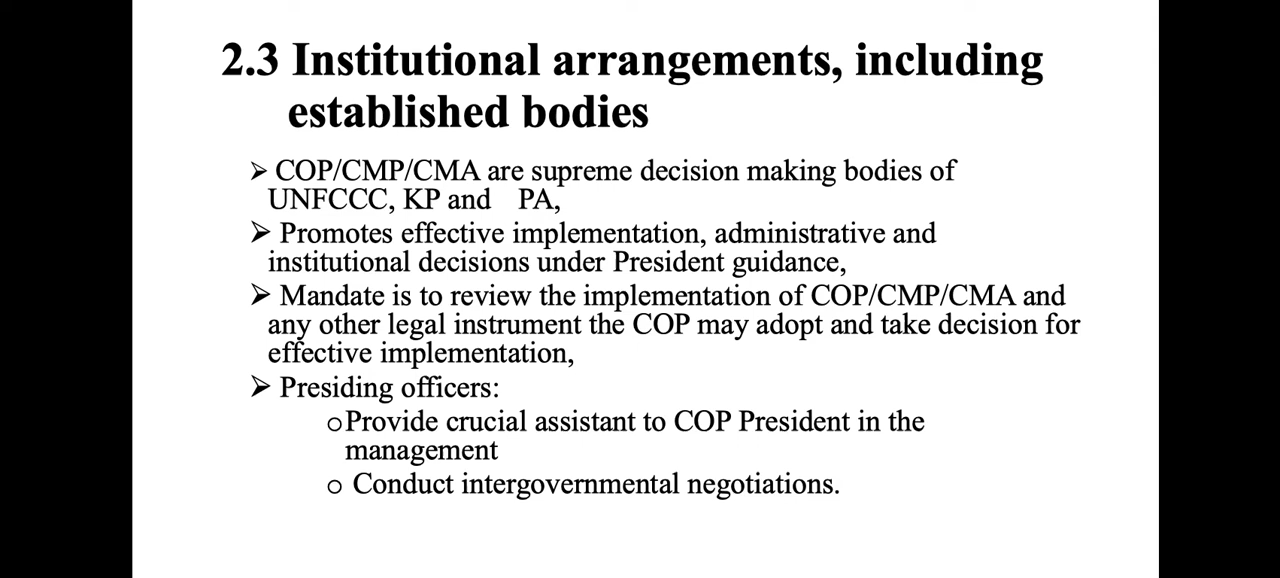 2.3 Institutional arrangements, including
established bodies
➢ COP/CMP/CMA are supreme decision making bodies of
UNFCCC, KP and PA,
➢ Promotes effective implementation, administrative and
institutional decisions under President guidance,
➢ Mandate is to review the implementation of COP/CMP/CMA and
any other legal instrument the COP may adopt and take decision for
effective implementation,
➢ Presiding officers:
o Provide crucial assistant to COP President in the
management
o Conduct intergovernmental negotiations.